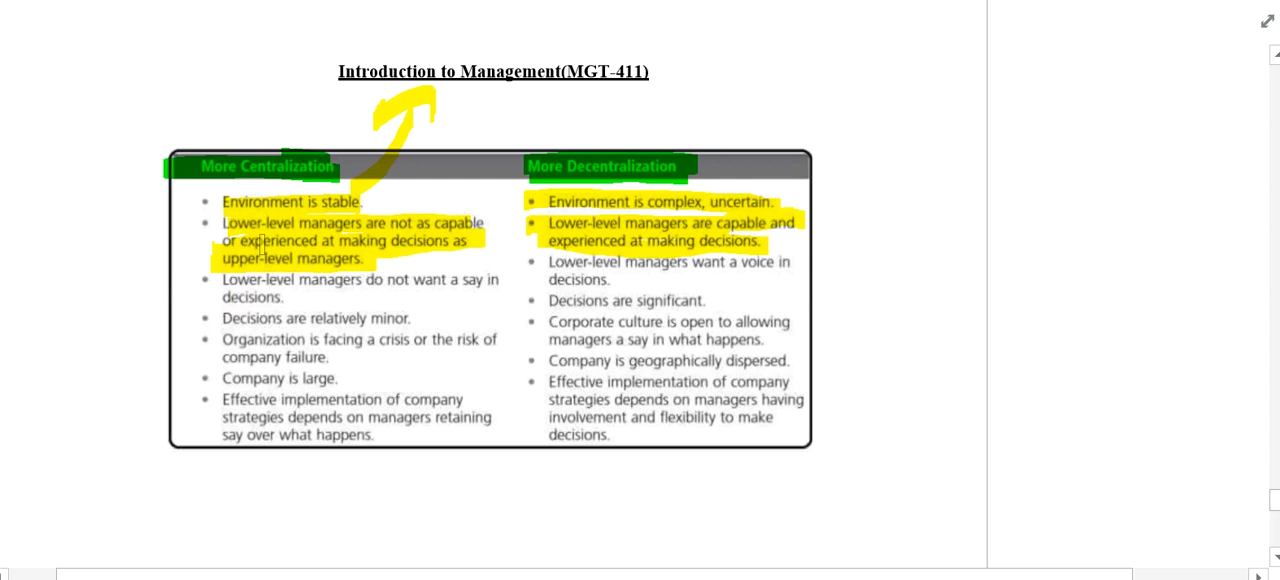 Introduction to Management(MGT-411)
More Centralization
• Environment is stable.
• Lower-level managers are not as capable
or experienced at making decisions as
upper-level managers.
• Lower-level managers do not want a say in
decisions.
• Decisions are relatively minor.
• Organization is facing a crisis or the risk of
company failure.
• Company is large.
• Effective implementation of company
strategies depends on managers retaining
say over what happens.
More Decentralization
• Environment is complex, uncertain.
• Lower-level managers are capable and
experienced at making decisions.
• Lower-level managers want a voice in
decisions.
• Decisions are significant.
• Corporate culture is open to allowing
managers a say in what happens.
• Company is geographically dispersed.
• Effective implementation of company
strategies depends on managers having
involvement and flexibility to make
decisions.